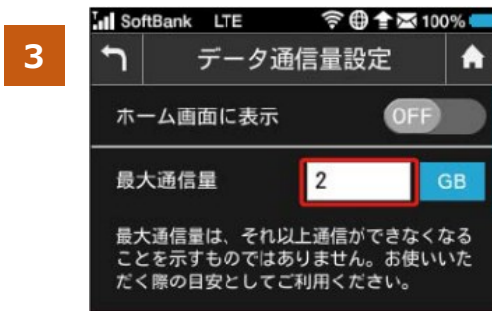 3
SoftBank LTE 100%
データ通信量設定
ホーム画面に表示 OFF
最大通信量 2 GB
最大通信量は、それ以上通信ができなくなる
ことを示すものではありません。お使いいた
だく際の目安としてご利用ください。